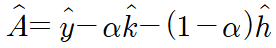 Â = ŷ − αk̂ − (1 − α)ĥ